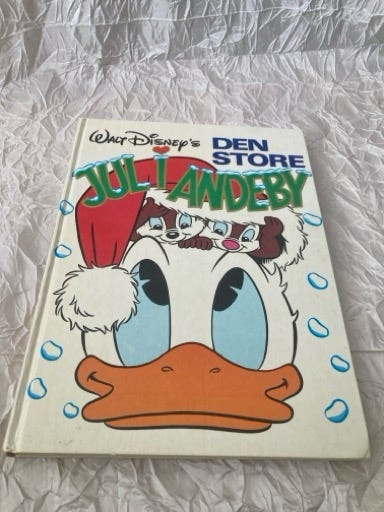 WALT DISNEY'S
DEN
STORE
JUL I ANDEBY